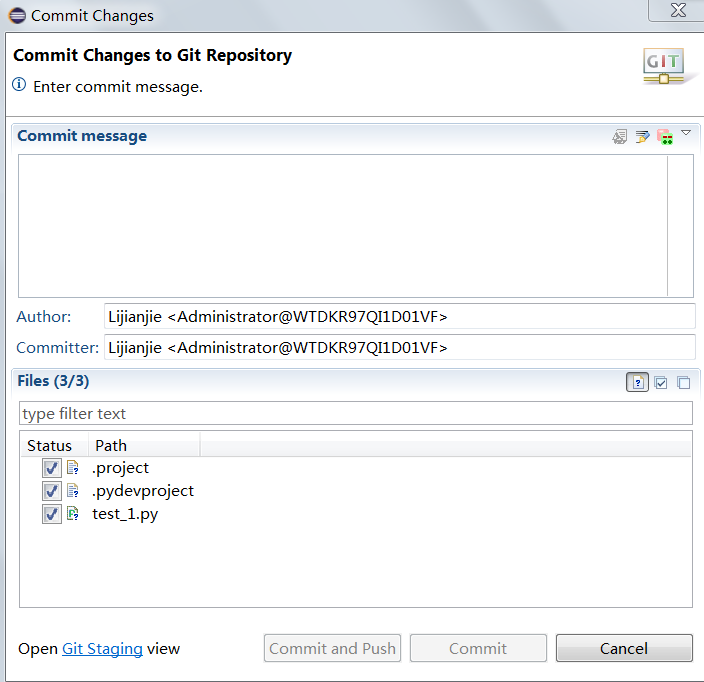 Commit Changes
Commit Changes to Git Repository
GIT
Enter commit message.
Commit message
Author: Lijianjie <Administrator@WTDKR97QI1D01VF>
Committer: Lijianjie <Administrator@WTDKR97QI1D01VF>
Files (3/3)
type filter text
Status Path
.project
.pydevproject
test_1.py
Open Git Staging view Commit and Push Commit Cancel